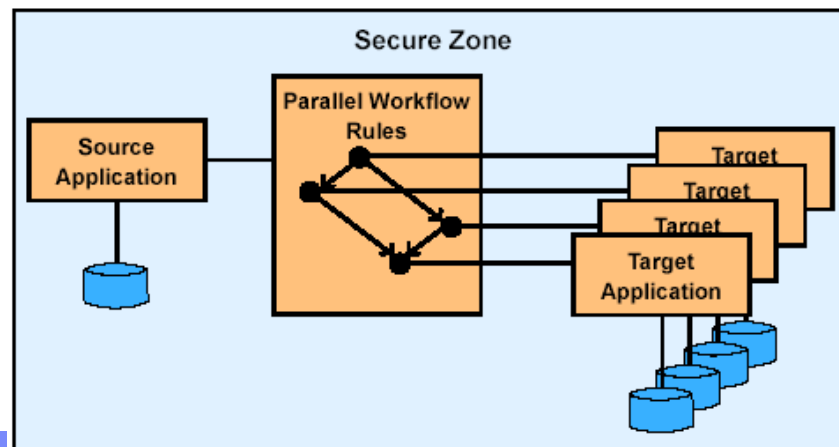 Secure Zone
Parallel Workflow
Rules
Source
Application
Target
Target
Target
Target
Application